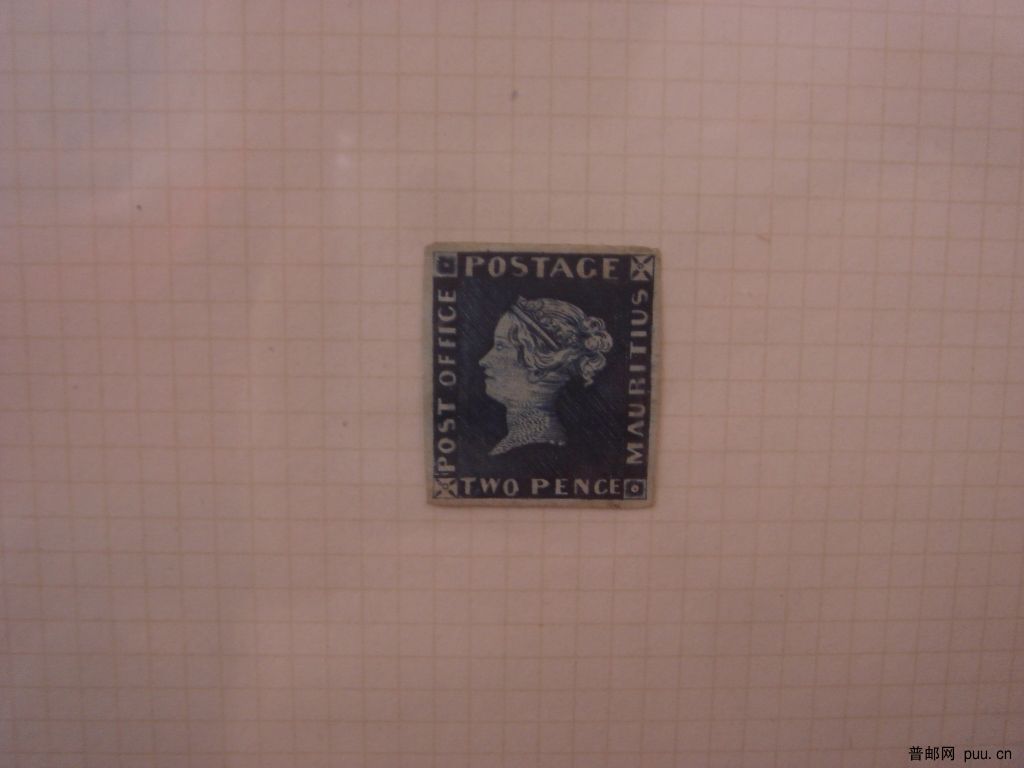 POSTAGE
POST OFFICE
MAURITIUS
TWO PENCE
普邮网 puu.cn